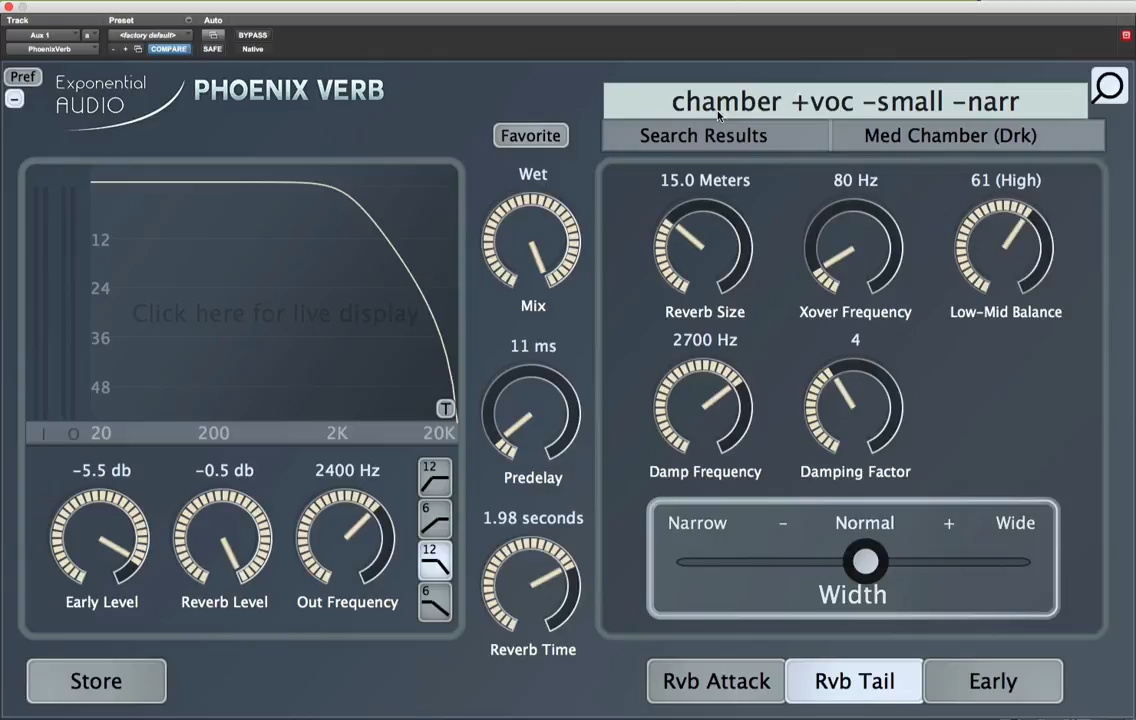 Track
Preset
Auto
Aux 1
a
<factory default>
BYPASS
PhoenixVerb
-
+
COMPARE
SAFE
Native
Pref
-
Exponential
AUDIO
PHOENIX VERB
chamber +voc -small -narr
Favorite
Search Results
Med Chamber (Drk)
12
24
Click here for live display
36
48
T
I O 20 200 2K 20K
-5.5 db
-0.5 db
2400 Hz
Early Level
Reverb Level
Out Frequency
12
6
12
6
Wet
Mix
11 ms
Predelay
1.98 seconds
Reverb Time
15.0 Meters
80 Hz
61 (High)
Reverb Size
Xover Frequency
Low-Mid Balance
2700 Hz
4
Damp Frequency
Damping Factor
Narrow - Normal + Wide
Width
Store
Rvb Attack
Rvb Tail
Early